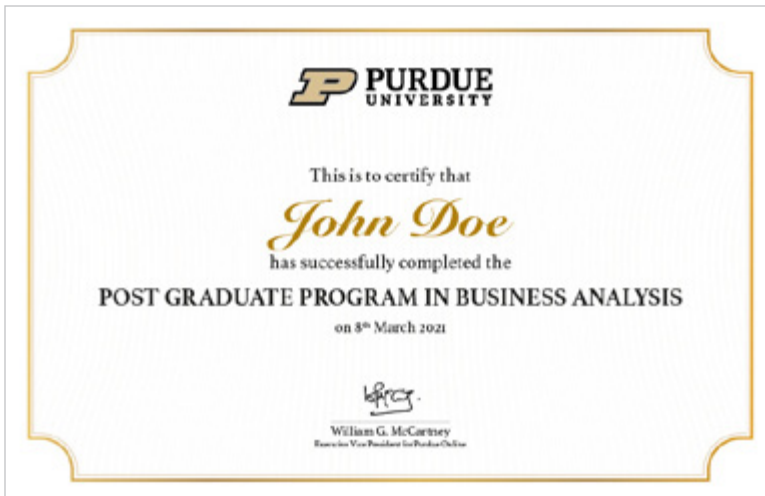 PURDUE
UNIVERSITY
This is to certify that
John Doe
has successfully completed the
POST GRADUATE PROGRAM IN BUSINESS ANALYSIS
on 8th March 2021
William G. McCartney
Executive Vice President for Purdue Online